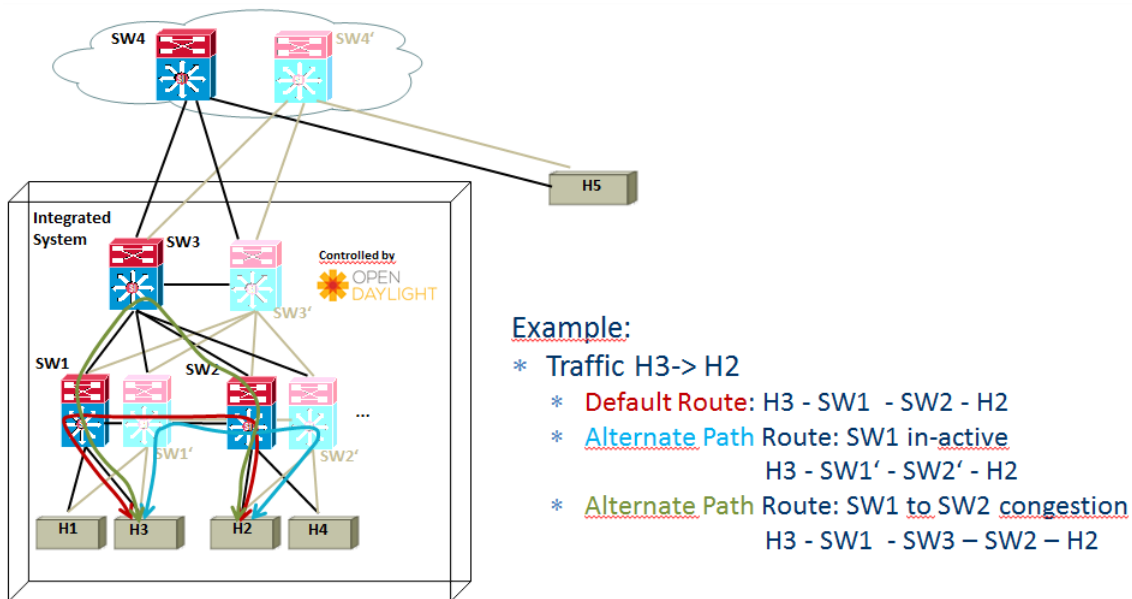 SW4
SW4‘
H5
Integrated
System
SW3
Controlled by
OPEN
DAYLIGHT
SW3‘
SW1
SW2
...
SW1‘
SW2‘
H1
H3
H2
H4
Example:
* Traffic H3-> H2
* Default Route: H3 - SW1 - SW2 - H2
* Alternate Path Route: SW1 in-active
H3 - SW1‘ - SW2‘ - H2
* Alternate Path Route: SW1 to SW2 congestion
H3 - SW1 - SW3 – SW2 – H2